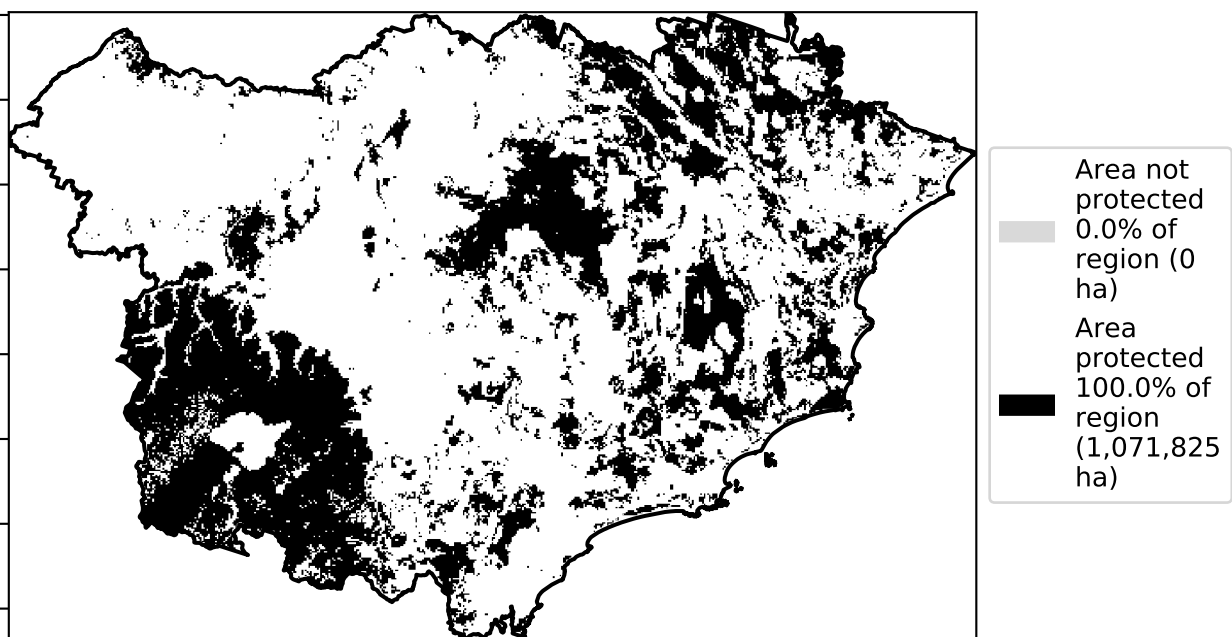 Area not
protected
0.0% of
region (0
ha)
Area
protected
100.0% of
region
(1,071,825
ha)